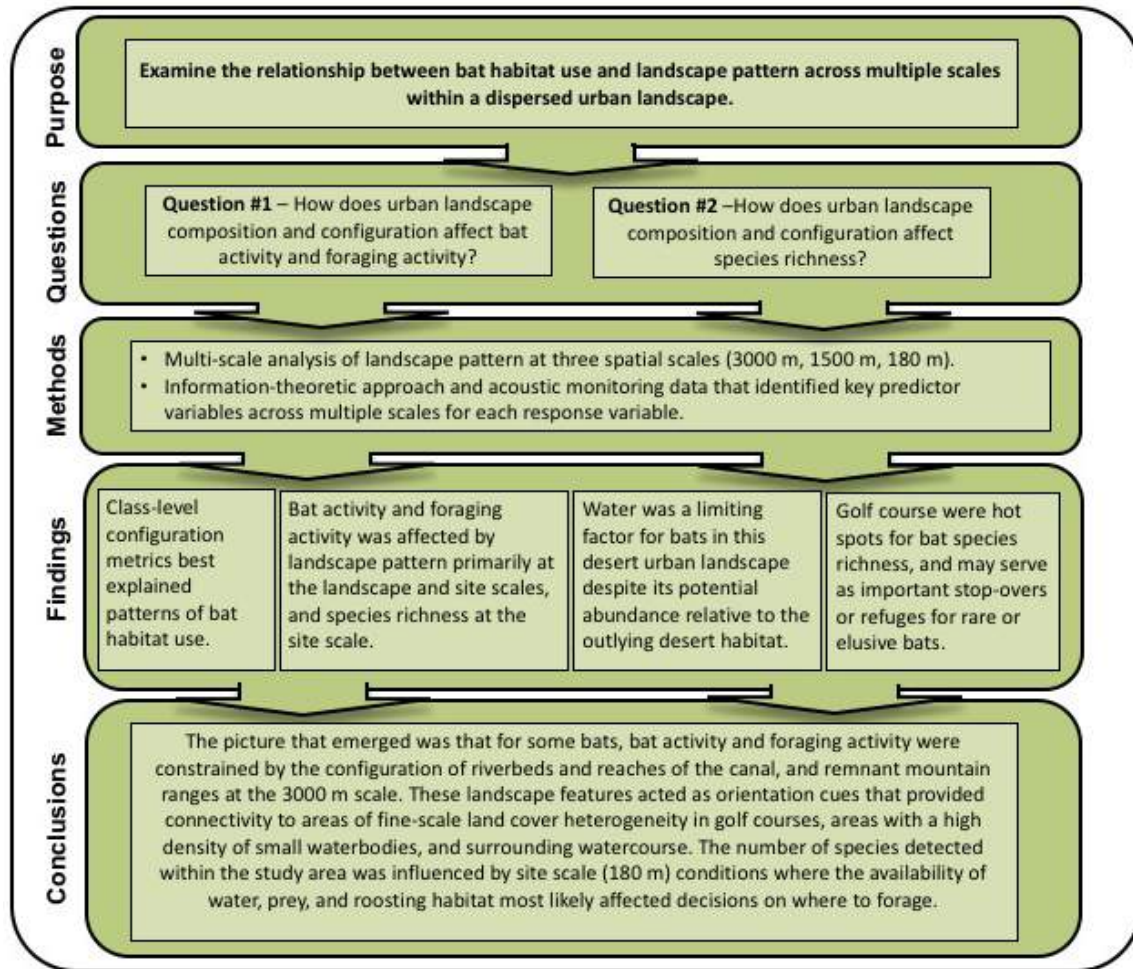 Purpose
Examine the relationship between bat habitat use and landscape pattern across multiple scales
within a dispersed urban landscape.
Questions
Question #1 – How does urban landscape
composition and configuration affect bat
activity and foraging activity?
Question #2 –How does urban landscape
composition and configuration affect
species richness?
Methods
• Multi-scale analysis of landscape pattern at three spatial scales (3000 m, 1500 m, 180 m).
• Information-theoretic approach and acoustic monitoring data that identified key predictor
variables across multiple scales for each response variable.
Findings
Class-level
configuration
metrics best
explained
patterns of bat
habitat use.
Bat activity and foraging
activity was affected by
landscape pattern primarily at
the landscape and site scales,
and species richness at the
site scale.
Water was a limiting
factor for bats in this
desert urban landscape
despite its potential
abundance relative to the
outlying desert habitat.
Golf course were hot
spots for bat species
richness, and may serve
as important stop-overs
or refuges for rare or
elusive bats.
Conclusions
The picture that emerged was that for some bats, bat activity and foraging activity were
constrained by the configuration of riverbeds and reaches of the canal, and remnant mountain
ranges at the 3000 m scale. These landscape features acted as orientation cues that provided
connectivity to areas of fine-scale land cover heterogeneity in golf courses, areas with a high
density of small waterbodies, and surrounding watercourse. The number of species detected
within the study area was influenced by site scale (180 m) conditions where the availability of
water, prey, and roosting habitat most likely affected decisions on where to forage.